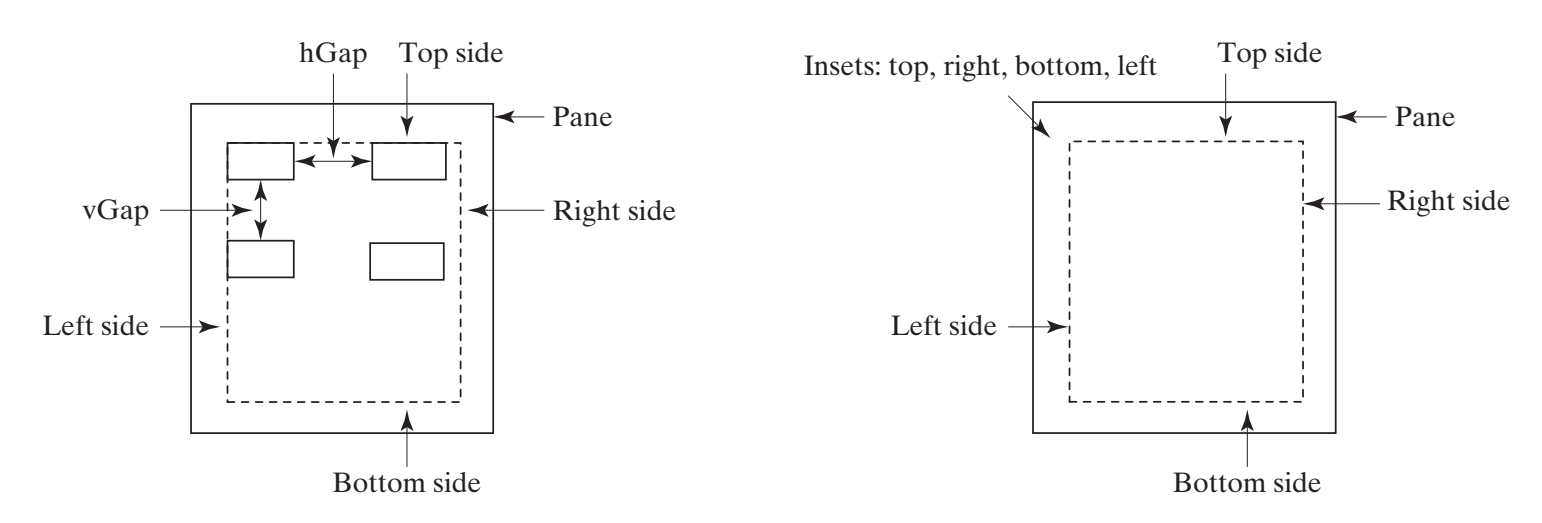 hGap
Top side
Pane
vGap
Right side
Left side
Bottom side
Insets: top, right, bottom, left
Top side
Pane
Right side
Left side
Bottom side